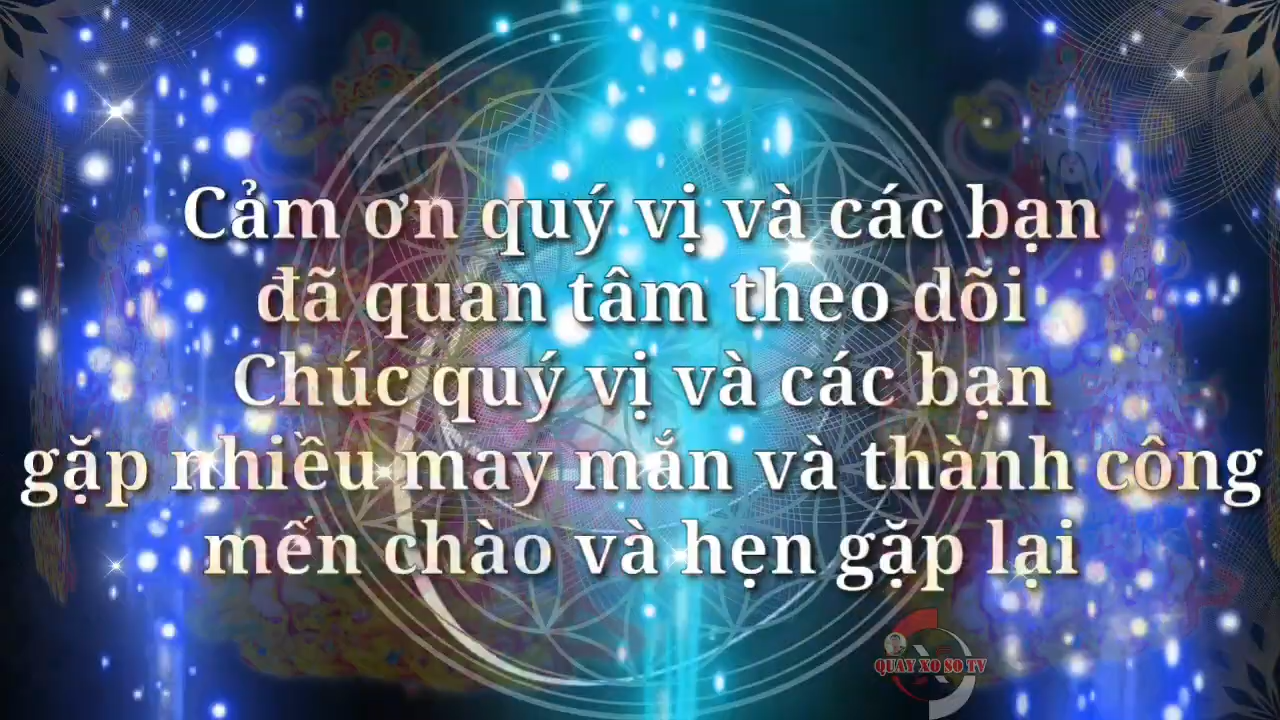 Cảm ơn quý vị và các bạn
đã quan tâm theo dõi
Chúc quý vị và các bạn
gặp nhiều may mắn và thành công
mến chào và hẹn gặp lại
QUAY XO SO TV